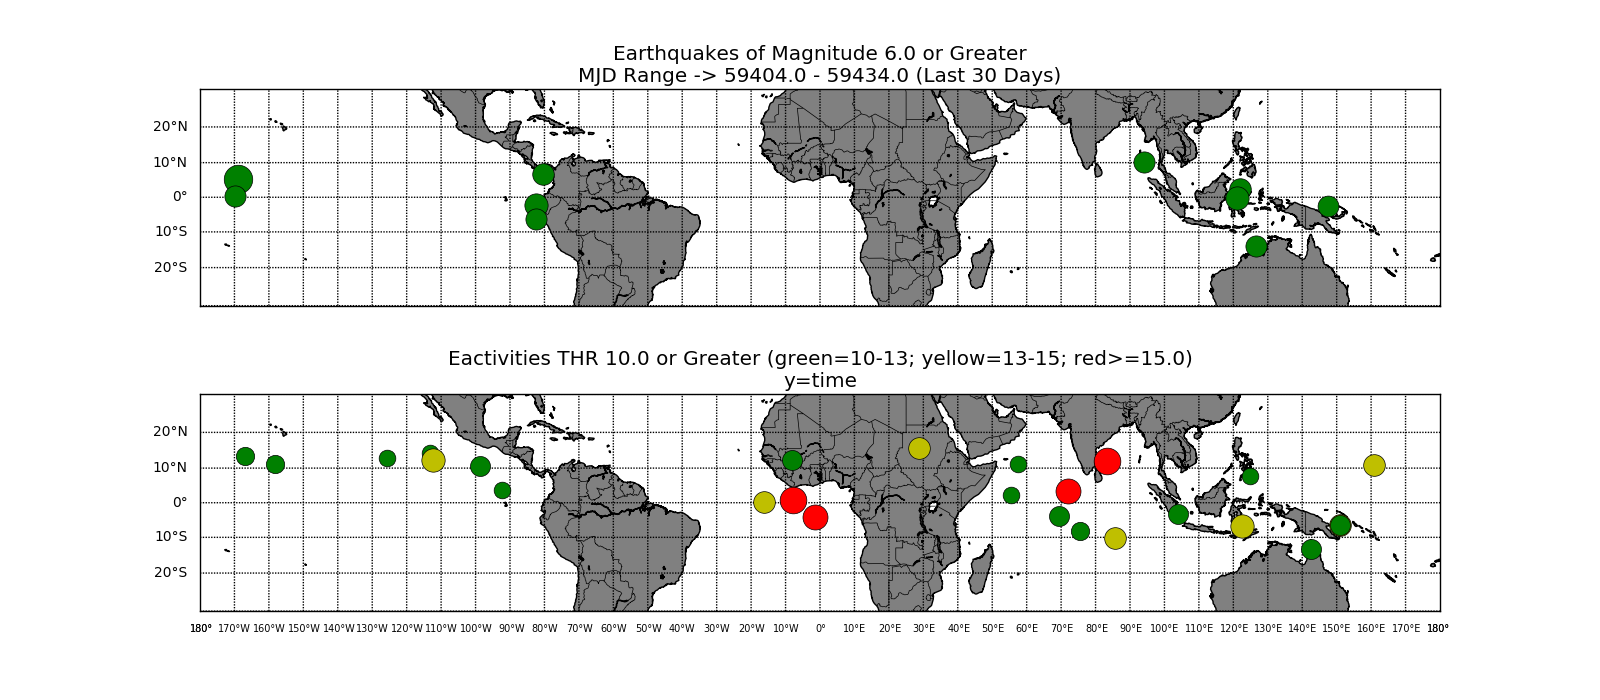 Earthquakes of Magnitude 6.0 or Greater
MJD Range -> 59404.0 - 59434.0 (Last 30 Days)
20°N
10°N
0°
10°S
20°S
Eactivities THR 10.0 or Greater (green=10-13; yellow=13-15; red>=15.0)
y=time
20°N
10°N
0°
10°S
20°S
180° 170°W 160°W 150°W 140°W 130°W 120°W 110°W 100°W 90°W 80°W 70°W 60°W 50°W 40°W 30°W 20°W 10°W 0° 10°E 20°E 30°E 40°E 50°E 60°E 70°E 80°E 90°E 100°E 110°E 120°E 130°E 140°E 150°E 160°E 170°E 180°